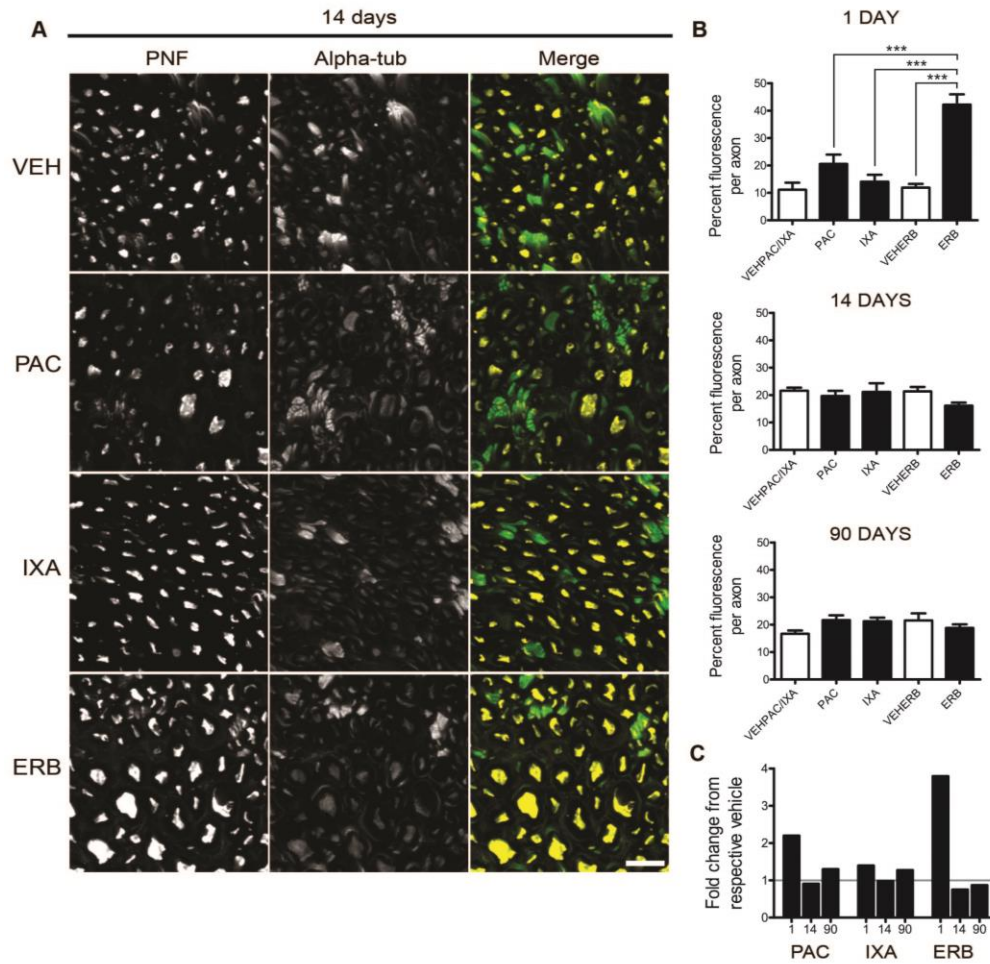 A
14 days
PNF Alpha-tub Merge
VEH
PAC
IXA
ERB
B
1 DAY
***
***
***
Percent fluorescence
per axon
50
40
30
20
10
0
VEHPAC/IXA PAC IXA VEHERB ERB
14 DAYS
Percent fluorescence
per axon
50
40
30
20
10
0
VEHPAC/IXA PAC IXA VEHERB ERB
90 DAYS
Percent fluorescence
per axon
50
40
30
20
10
0
VEHPAC/IXA PAC IXA VEHERB ERB
C
Fold change from
respective vehicle
4
2
1
0
1 14 90 1 14 90 1 14 90
PAC IXA ERB